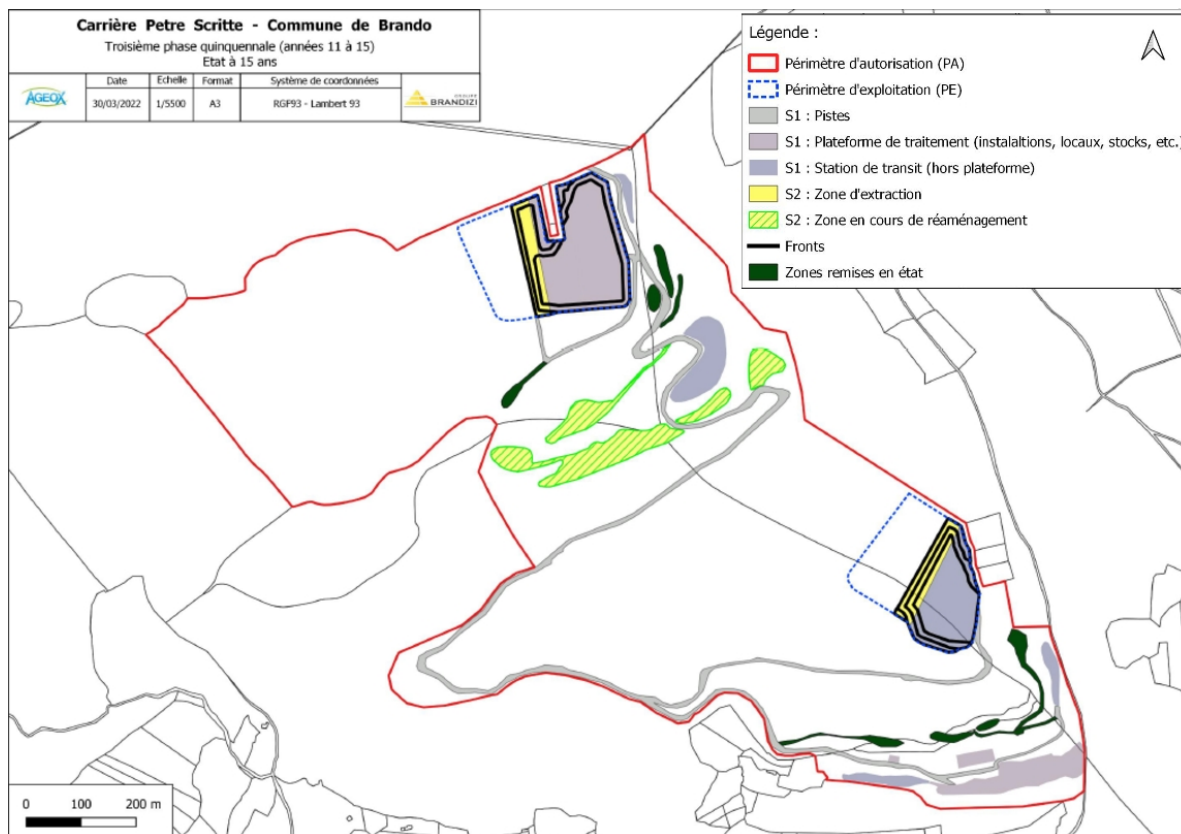 Carrière Petre Scritte - Commune de Brando
Troisième phase quinquennale (années 11 à 15)
Etat à 15 ans
Date Echelle Format Système de coordonnées
AGEOX 30/03/2022 1/5500 A3 RGF93 - Lambert 93 GROUPE BRANDIZI
Légende :
Périmètre d'autorisation (PA)
Périmètre d'exploitation (PE)
S1 : Pistes
S1 : Plateforme de traitement (instalaltions, locaux, stocks, etc.)
S1 : Station de transit (hors plateforme)
S2 : Zone d'extraction
S2 : Zone en cours de réaménagement
Fronts
Zones remises en état
0 100 200 m